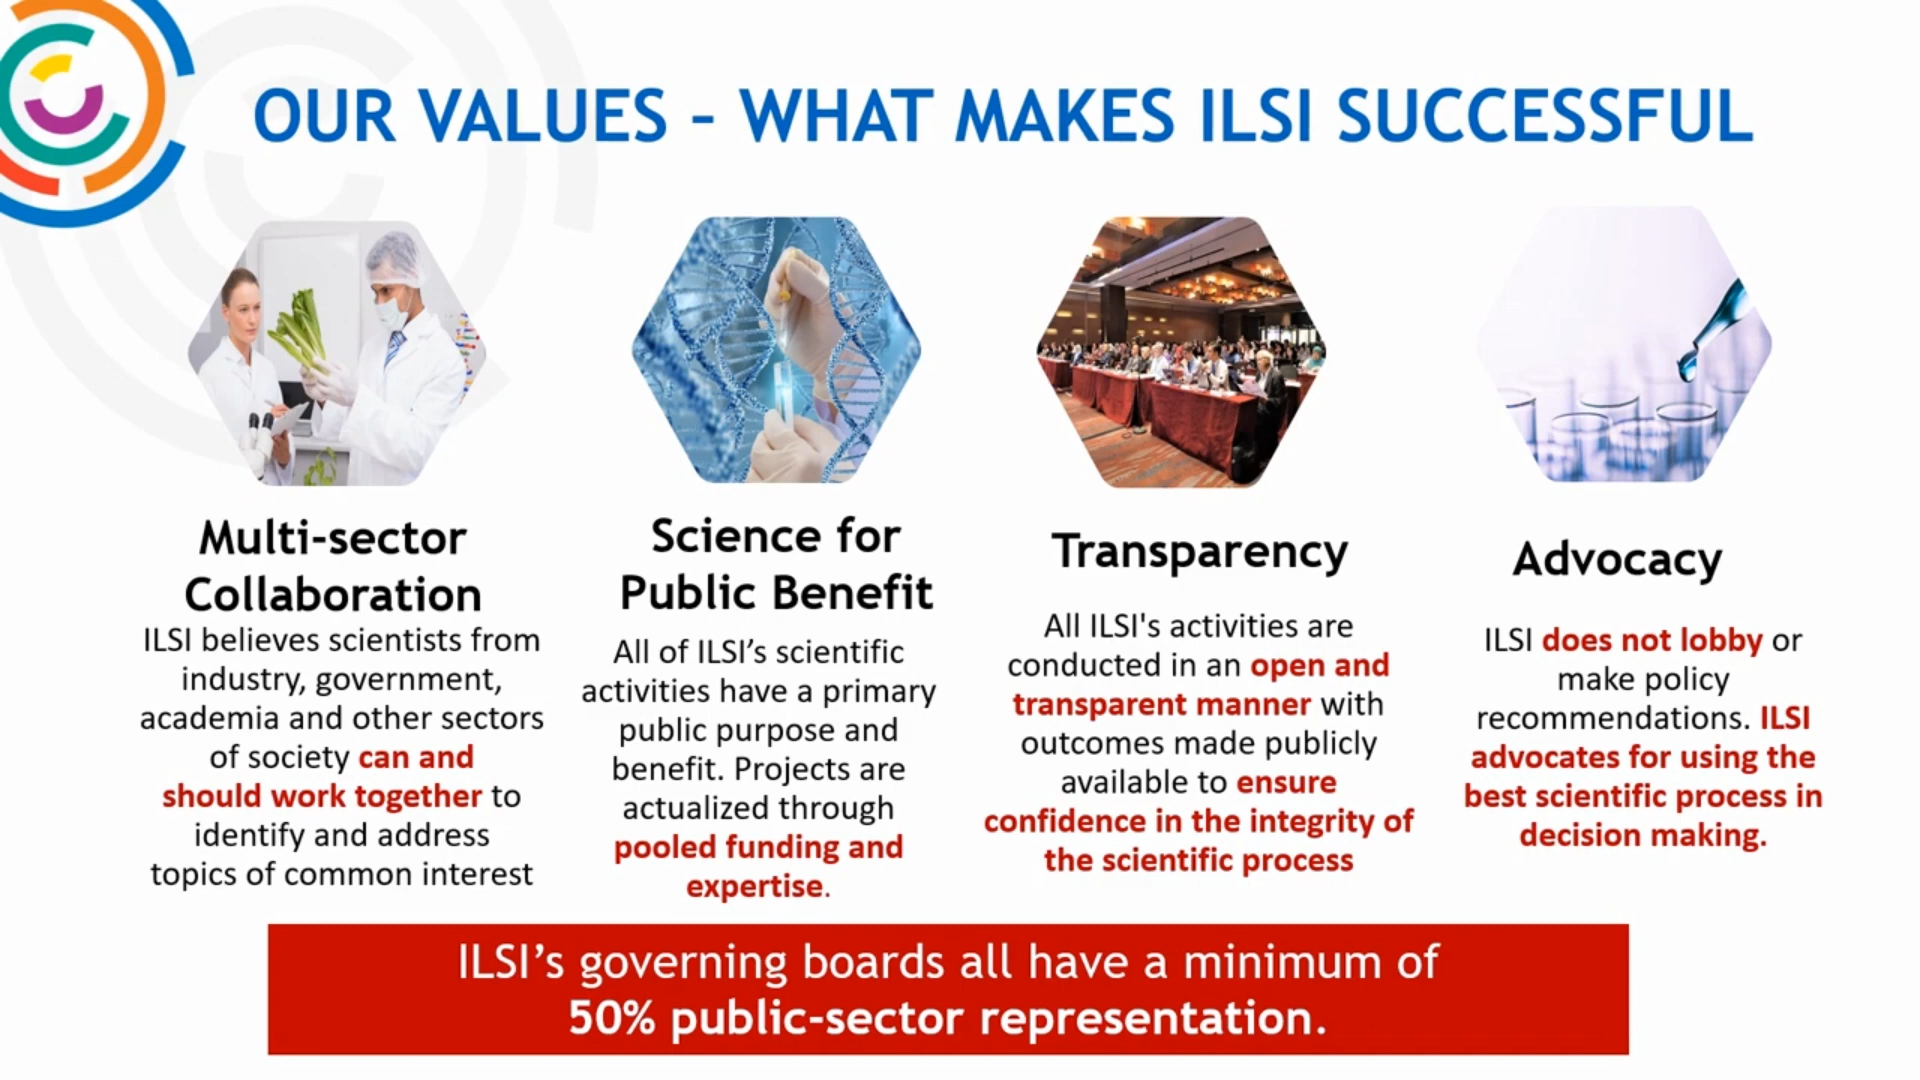 OUR VALUES - WHAT MAKES ILSI SUCCESSFUL
Multi-sector
Collaboration
ILSI believes scientists from
industry, government,
academia and other sectors
of society can and
should work together to
identify and address
topics of common interest
Science for
Public Benefit
All of ILSI’s scientific
activities have a primary
public purpose and
benefit. Projects are
actualized through
pooled funding and
expertise.
Transparency
All ILSI's activities are
conducted in an open and
transparent manner with
outcomes made publicly
available to ensure
confidence in the integrity of
the scientific process
Advocacy
ILSI does not lobby or
make policy
recommendations. ILSI
advocates for using the
best scientific process in
decision making.
ILSI’s governing boards all have a minimum of
50% public-sector representation.